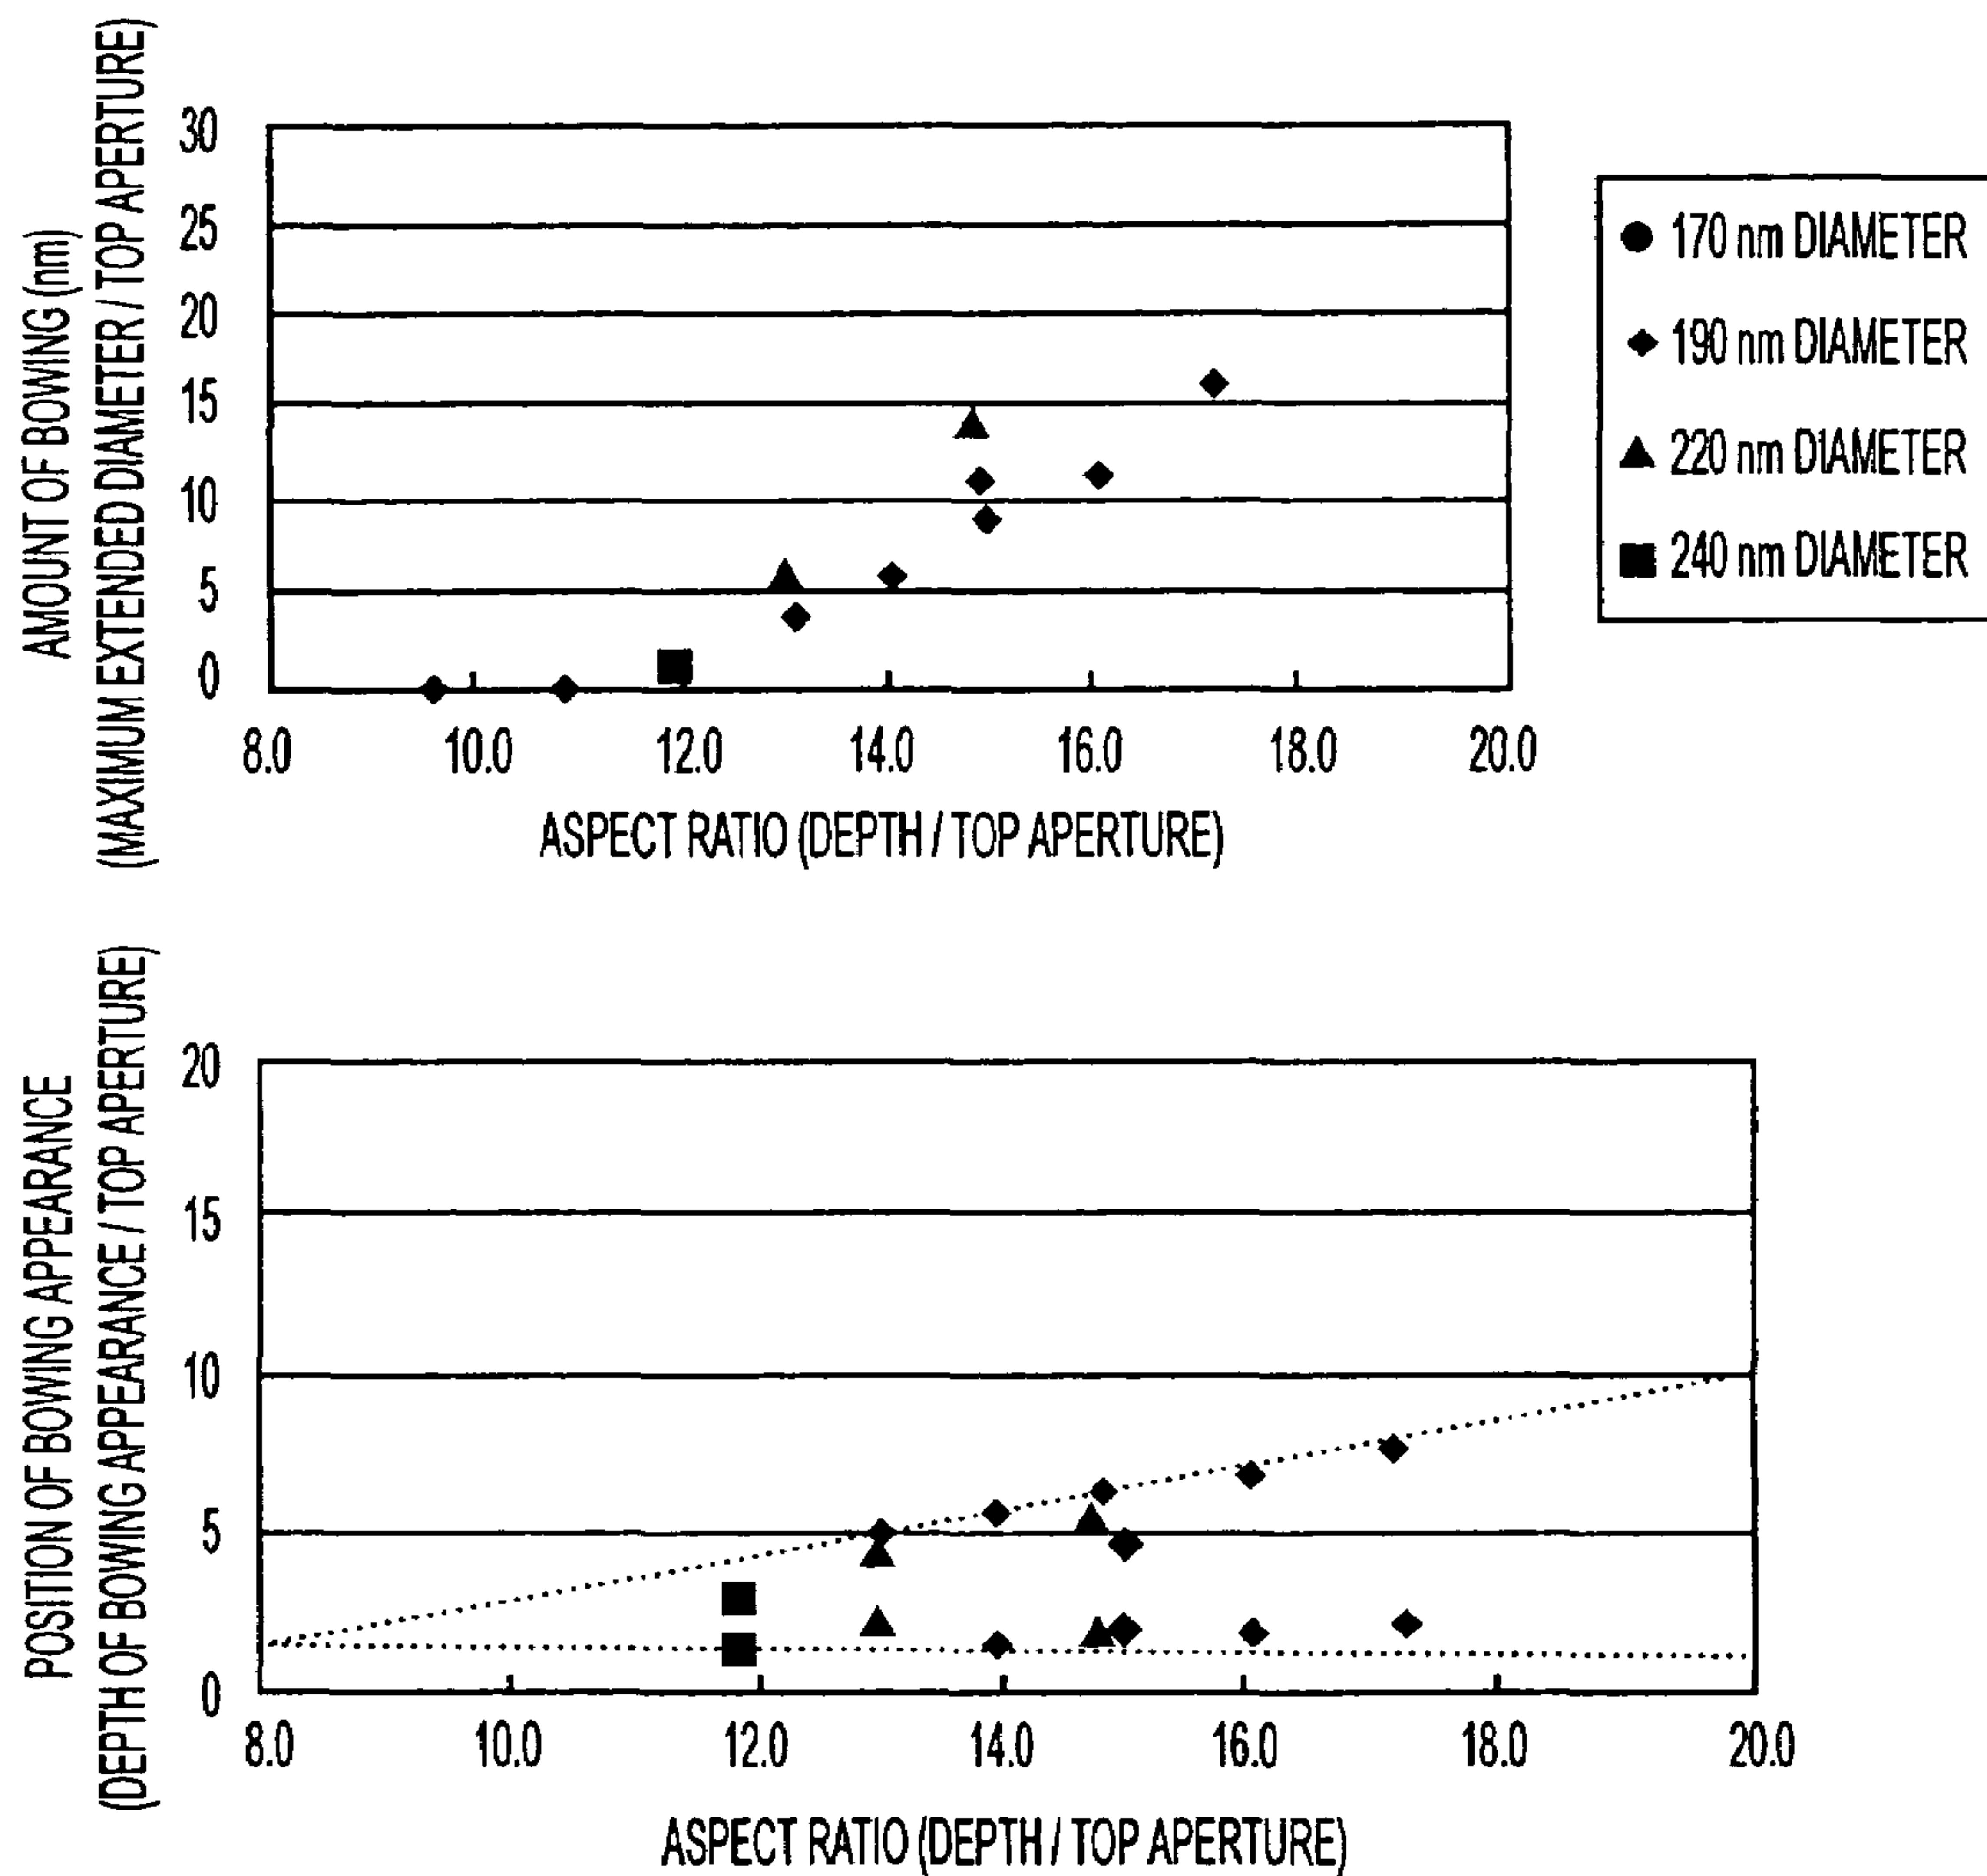 AMOUNT OF BOWING (nm)
(MAXIMUM EXTENDED DIAMETER / TOP APERTURE)
30
25
20
15
10
5
0
8.0 10.0 12.0 14.0 16.0 18.0 20.0
ASPECT RATIO (DEPTH / TOP APERTURE)
170 nm DIAMETER
190 nm DIAMETER
220 nm DIAMETER
240 nm DIAMETER
POSITION OF BOWING APPEARANCE
(DEPTH OF BOWING APPEARANCE / TOP APERTURE)
20
15
10
5
0
8.0 10.0 12.0 14.0 16.0 18.0 20.0
ASPECT RATIO (DEPTH / TOP APERTURE)